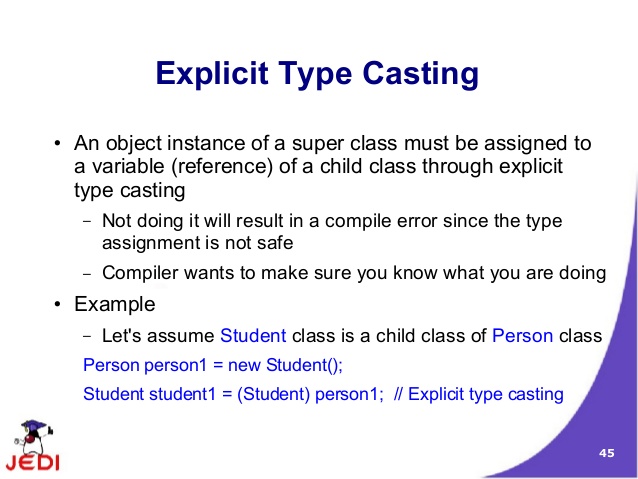 Explicit Type Casting
• An object instance of a super class must be assigned to
a variable (reference) of a child class through explicit
type casting
– Not doing it will result in a compile error since the type
assignment is not safe
– Compiler wants to make sure you know what you are doing
• Example
– Let's assume Student class is a child class of Person class
Person person1 = new Student();
Student student1 = (Student) person1;  // Explicit type casting
JEDI
45